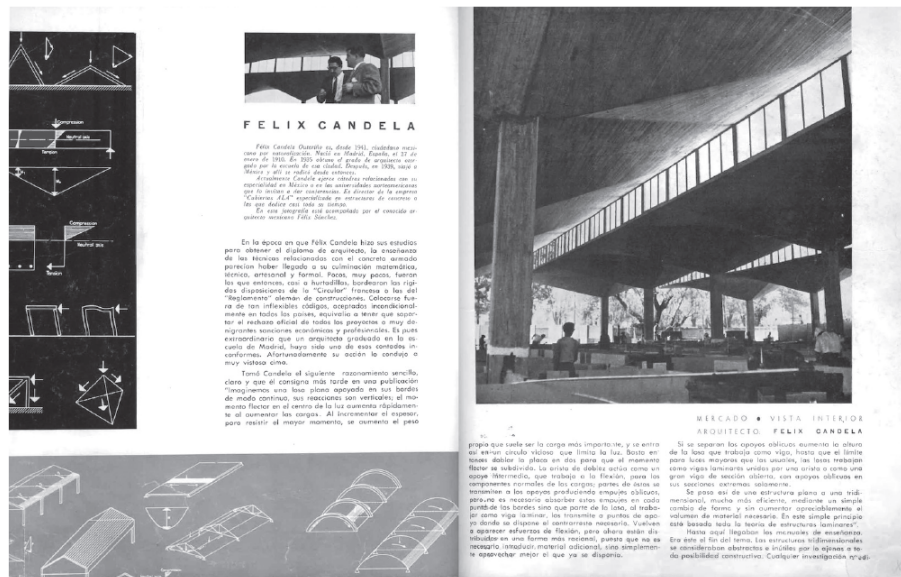 Compression
Neutral axis
Tension
Compression
Neutral axis
Tension
FELIX CANDELA
Félix Candela Outeriño es, desde 1941, ciudadano mexi-
cano por naturalización. Nació en Madrid, España, el 27 de
enero de 1910. En 1935 obtuvo el grado de arquitecto otor-
gado por la escuela de esa ciudad. Después, en 1939, viajó a
México y allí se radicó desde entonces.
Actualmente Candela ejerce cátedras relacionadas con su
especialidad en México o en las universidades norteamericanas
que lo invitan a dar conferencias. Es director de la empresa
"Cubiertas ALA" especializada en estructuras de concreto a
las que dedica casi todo su tiempo.
En esta fotografía está acompañado por el conocido ar-
quitecto mexicano Félix Sánchez.
En la época en que Félix Candela hizo sus estudios
para obtener el diploma de arquitecto, la enseñanza
de las técnicas relacionadas con el concreto armado
parecían haber llegado a su culminación matemática,
técnica, artesanal y formal. Pocos, muy pocos, fueron
los que entonces, casi a hurtadillas, bordearon las rígi-
das disposiciones de la "Circular" francesa o las del
"Reglamento" alemán de construcciones. Colocarse fue-
ra de tan inflexibles códigos, aceptados incondicional-
mente en todos los países, equivalía a tener que sopor-
tar el rechazo oficial de todos los proyectos o muy de-
nigrantes sanciones económicas y profesionales. Es pues
extraordinario que un arquitecto graduado en la es-
cuela de Madrid, haya sido uno de esos contados in-
conformes. Afortunadamente su acción lo condujo a
muy vistosa cima.
Tomó Candela el siguiente razonamiento sencillo,
claro y que él consigna más tarde en una publicación
"Imaginemos una losa plana apoyada en sus bordes
de modo continuo, sus reacciones son verticales; el mo-
mento flector en el centro de la luz aumenta rápidamen-
te al aumentar las cargas. Al incrementar el espesor,
para resistir el mayor momento, se aumenta el peso
MERCADO • VISTA INTERIOR
ARQUITECTO: FELIX CANDELA
propio que suele ser la carga más importante, y se entra
así en un círculo vicioso que limita la luz. Basta en-
tonces doblar la placa en dos para que el momento
flector se subdivida. La arista de doblez actúa como un
apoyo intermedio, que trabaja a la flexión, para las
componentes normales de las cargas; partes de éstas se
transmiten a los apoyos produciendo empujes oblicuos,
pero no es necesario absorber estos empujes en cada
punto de los bordes sino que parte de la losa, al traba-
jar como viga laminar, los transmite a puntos de apo-
yo donde se dispone el contrarresto necesario. Vuelven
a aparecer esfuerzos de flexión, pero ahora están dis-
tribuidos en una forma más racional, puesto que no es
necesario introducir material adicional, sino simplemen-
te aprovechar mejor el que ya se disponía.
Si se separan los apoyos oblicuos aumenta la altura
de la losa que trabaja como viga, hasta que el límite
para luces mayores que las usuales, las losas trabajan
como vigas laminares unidas por una arista o como una
gran viga de sección abierta, con apoyos oblicuos en
sus secciones extremas solamente.
Se pasa así de una estructura plana a una tridi-
mensional, mucho más eficiente, mediante un simple
cambio de forma y sin aumentar apreciablemente el
volumen de material necesario. En este simple principio
está basada toda la teoría de estructuras laminares".
Hasta aquí llegaban los manuales de enseñanza.
Era éste el fin del tema. Las estructuras tridimensionales
se consideraban abstractas e inútiles por lo ajenas a to-
da posibilidad constructiva. Cualquier investigación